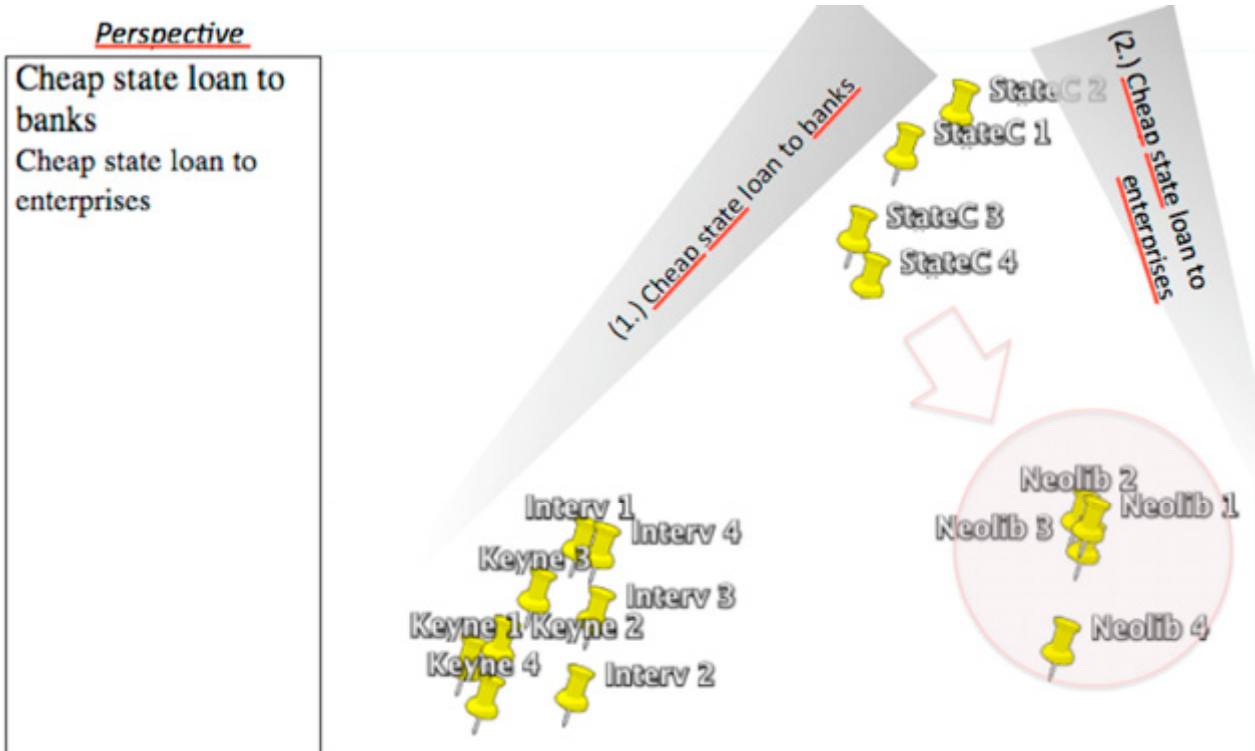 Perspective
Cheap state loan to
banks
Cheap state loan to
enterprises
(1.) Cheap state loan to banks
(2.) Cheap state loan to
enterprises
StateC 2
StateC 1
StateC 3
StateC 4
Interv 1
Interv 4
Keyne 3
Interv 3
Keyne 1 Keyne 2
Keyne 4
Interv 2
Neolib 2
Neolib 1
Neolib 3
Neolib 4